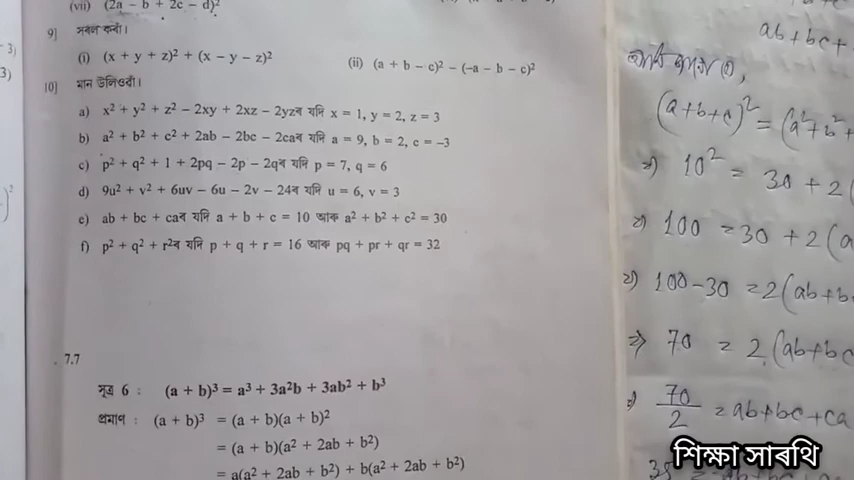 (vii) (2a − b + 2c − d)²
9] সৰল কৰাঁ।
(i) (x + y + z)² + (x − y − z)²
(ii) (a + b − c)² − (−a − b − c)²
10] মান উলিওৱাঁ।
a) x² + y² + z² − 2xy + 2xz − 2yzৰ যদি x = 1, y = 2, z = 3
b) a² + b² + c² + 2ab − 2bc − 2caৰ যদি a = 9, b = 2, c = −3
c) p² + q² + 1 + 2pq − 2p − 2qৰ যদি p = 7, q = 6
d) 9u² + v² + 6uv − 6u − 2v − 24ৰ যদি u = 6, v = 3
e) ab + bc + caৰ যদি a + b + c = 10 আৰু a² + b² + c² = 30
f) p² + q² + r²ৰ যদি p + q + r = 16 আৰু pq + pr + qr = 32
7.7
সূত্ৰ 6 : (a + b)³ = a³ + 3a²b + 3ab² + b³
প্ৰমাণ : (a + b)³ = (a + b)(a + b)²
= (a + b)(a² + 2ab + b²)
= a(a² + 2ab + b²) + b(a² + 2ab + b²)
ab + bc +
(a+b+c)² = (a²+b²+
⇒ 10² = 30 + 2(
⇒ 100 = 30 + 2(a
⇒ 100 − 30 = 2(ab+b
⇒ 70 = 2(ab+bc
⇒ 70/2 = ab+bc+ca
শিক্ষা সাৰথি